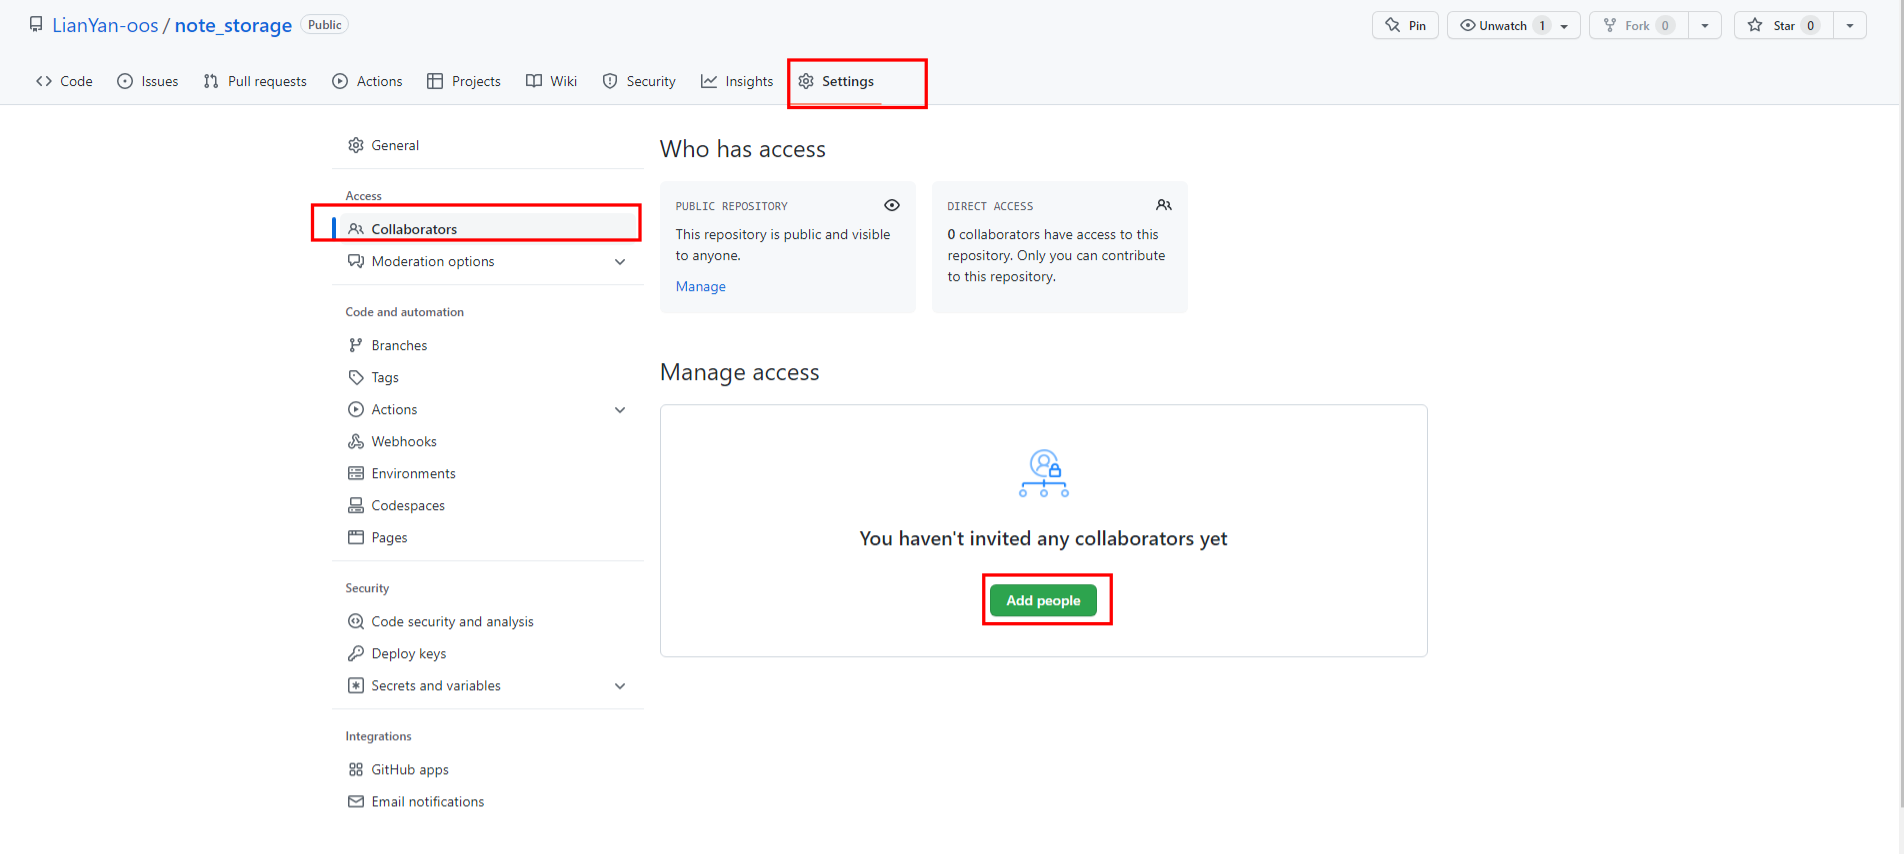 LianYan-oos / note_storage Public
Pin
Unwatch 1
Fork 0
Star 0
Code
Issues
Pull requests
Actions
Projects
Wiki
Security
Insights
Settings
General
Access
Collaborators
Moderation options
Code and automation
Branches
Tags
Actions
Webhooks
Environments
Codespaces
Pages
Security
Code security and analysis
Deploy keys
Secrets and variables
Integrations
GitHub apps
Email notifications
Who has access
PUBLIC REPOSITORY
This repository is public and visible
to anyone.
Manage
DIRECT ACCESS
0 collaborators have access to this
repository. Only you can contribute
to this repository.
Manage access
You haven't invited any collaborators yet
Add people